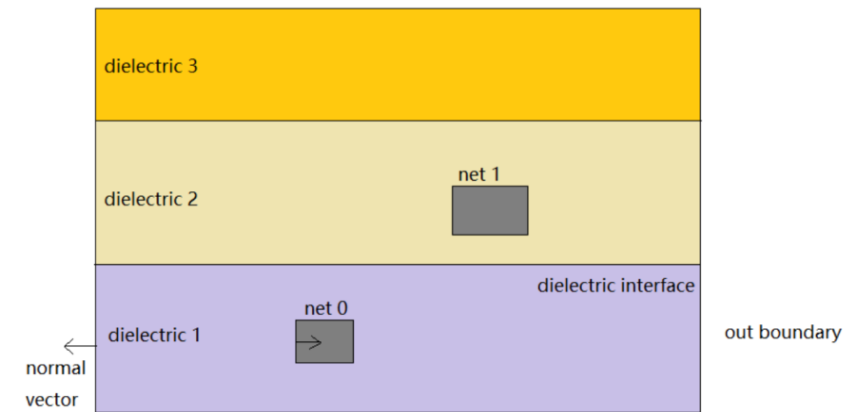 dielectric 3
net 1
dielectric 2
dielectric interface
net 0
dielectric 1
out boundary
normal
vector